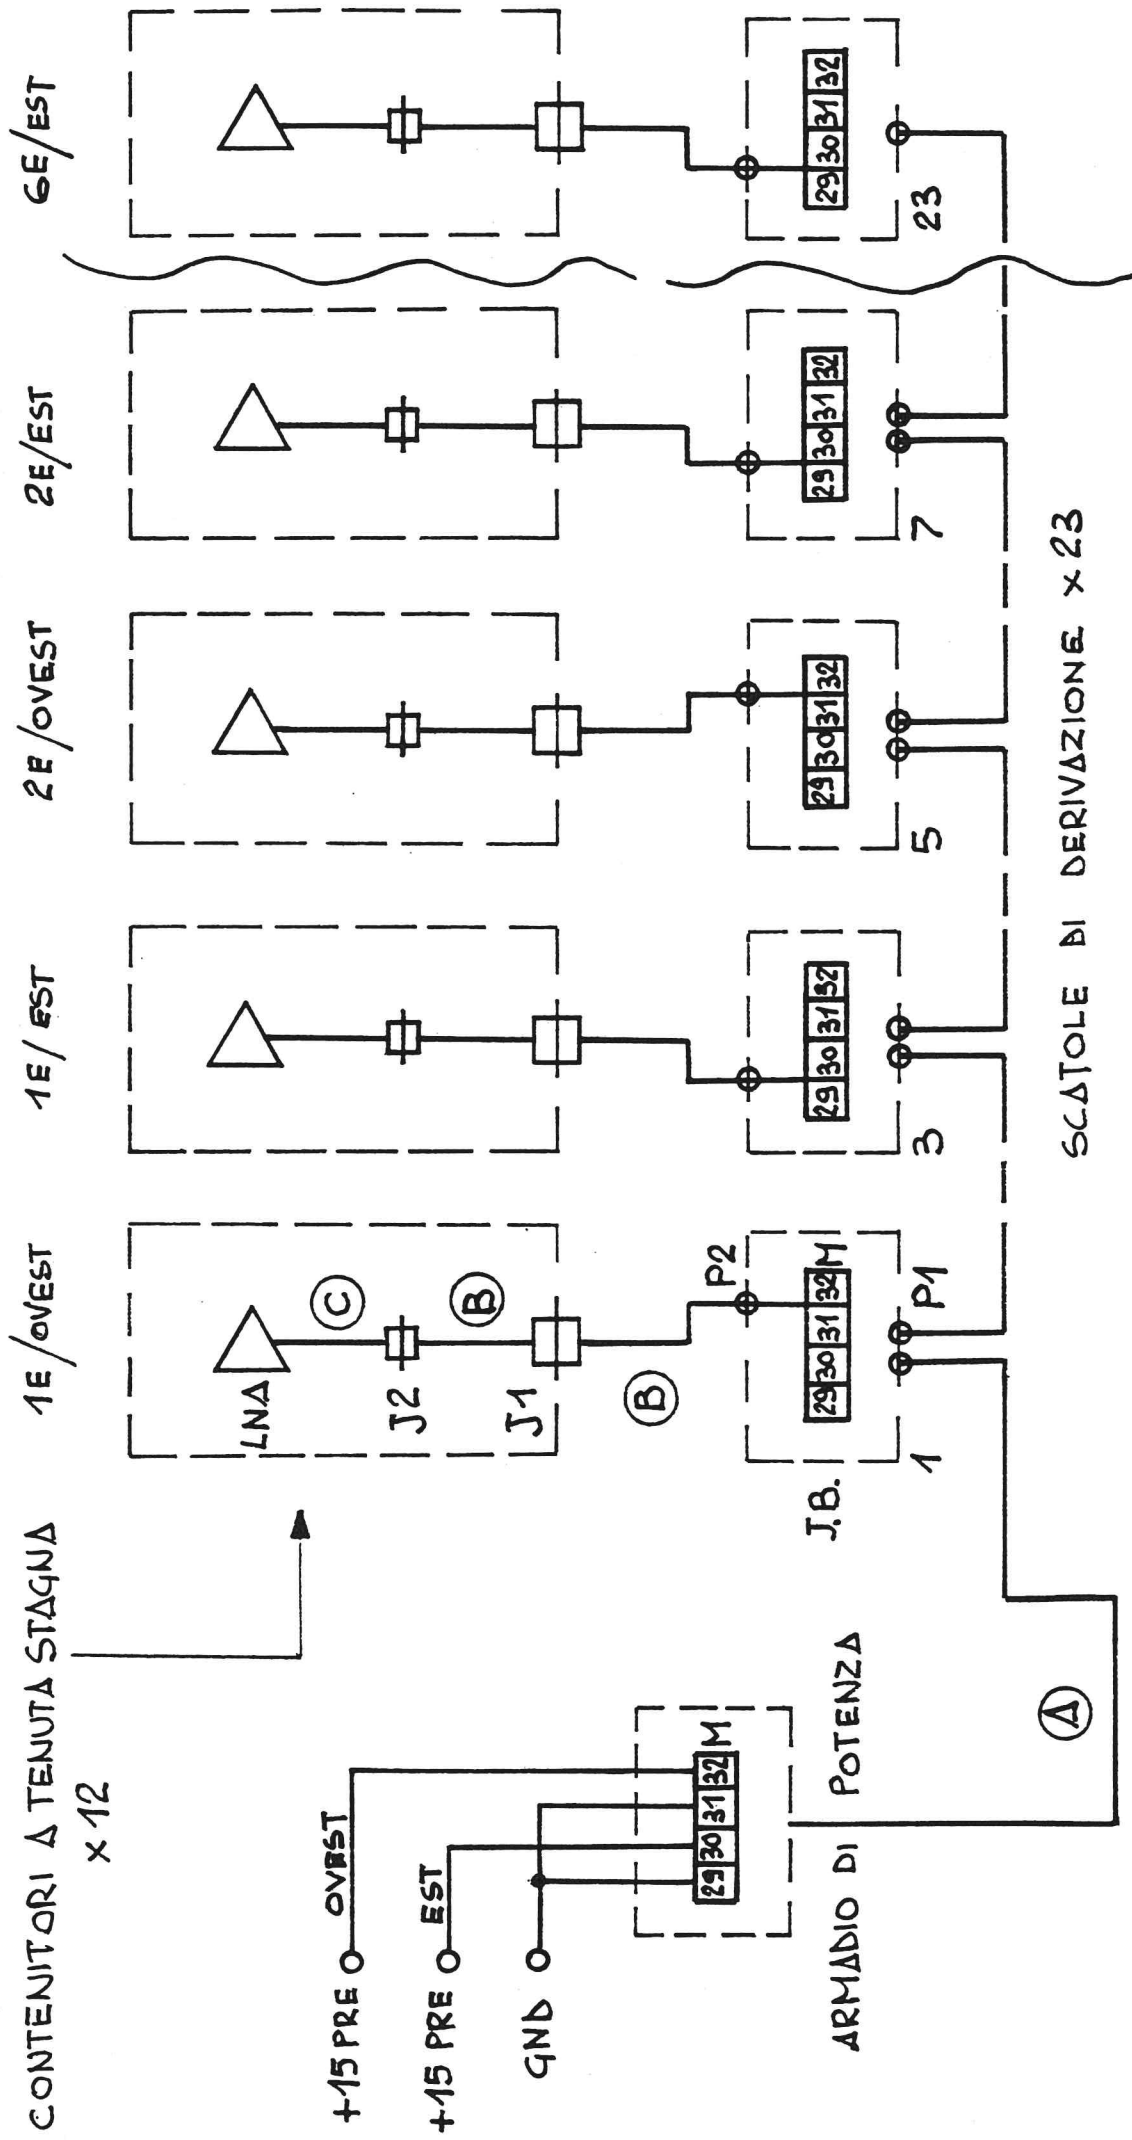 CONTENITORI A TENUTA STAGNA
x 12
1E/OVEST
1E/EST
2E/OVEST
2E/EST
6E/EST
LNA
C
J2
B
J1
B
P2
+15 PRE OVEST
+15 PRE EST
GND
29 30 31 32 M
J.B.
29 30 31 32 M
29 30 31 32
29 30 31 32
29 30 31 32
29 30 31 32
1
P1
3
5
7
23
ARMADIO DI POTENZA
A
SCATOLE DI DERIVAZIONE x 23